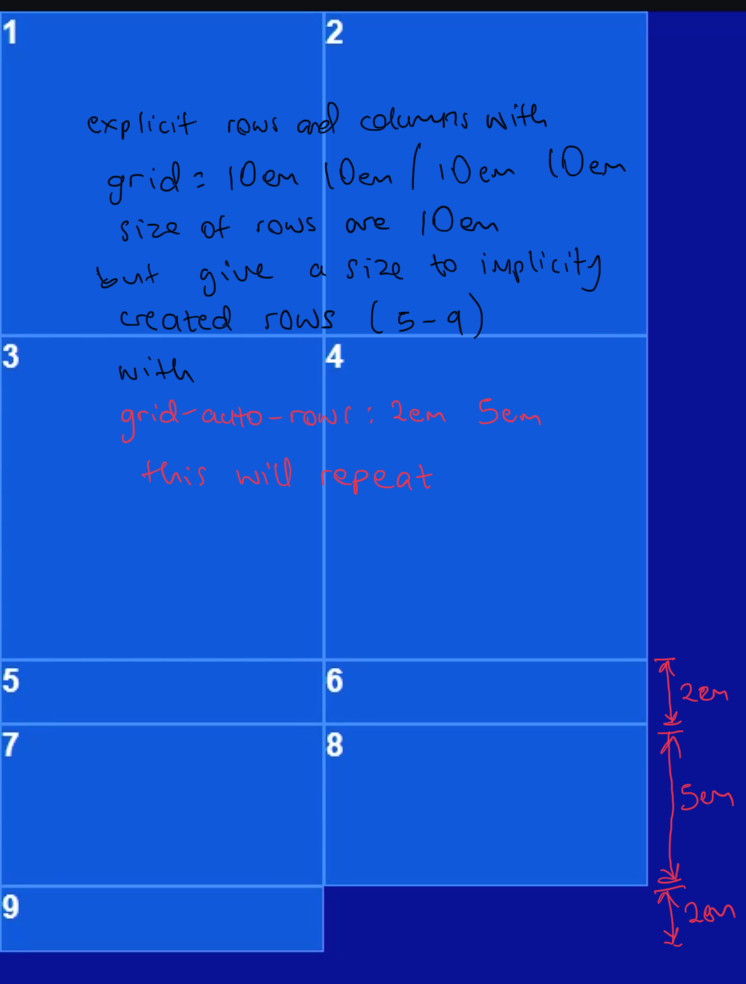 1 2
explicit rows and columns with
grid: 10em 10em / 10em 10em
size of rows are 10em
but give a size to implicity
created rows (5-9)
3 4
with
grid-auto-rows: 2em 5em
this will repeat
5 6 2em
7 8
5em
9 2em